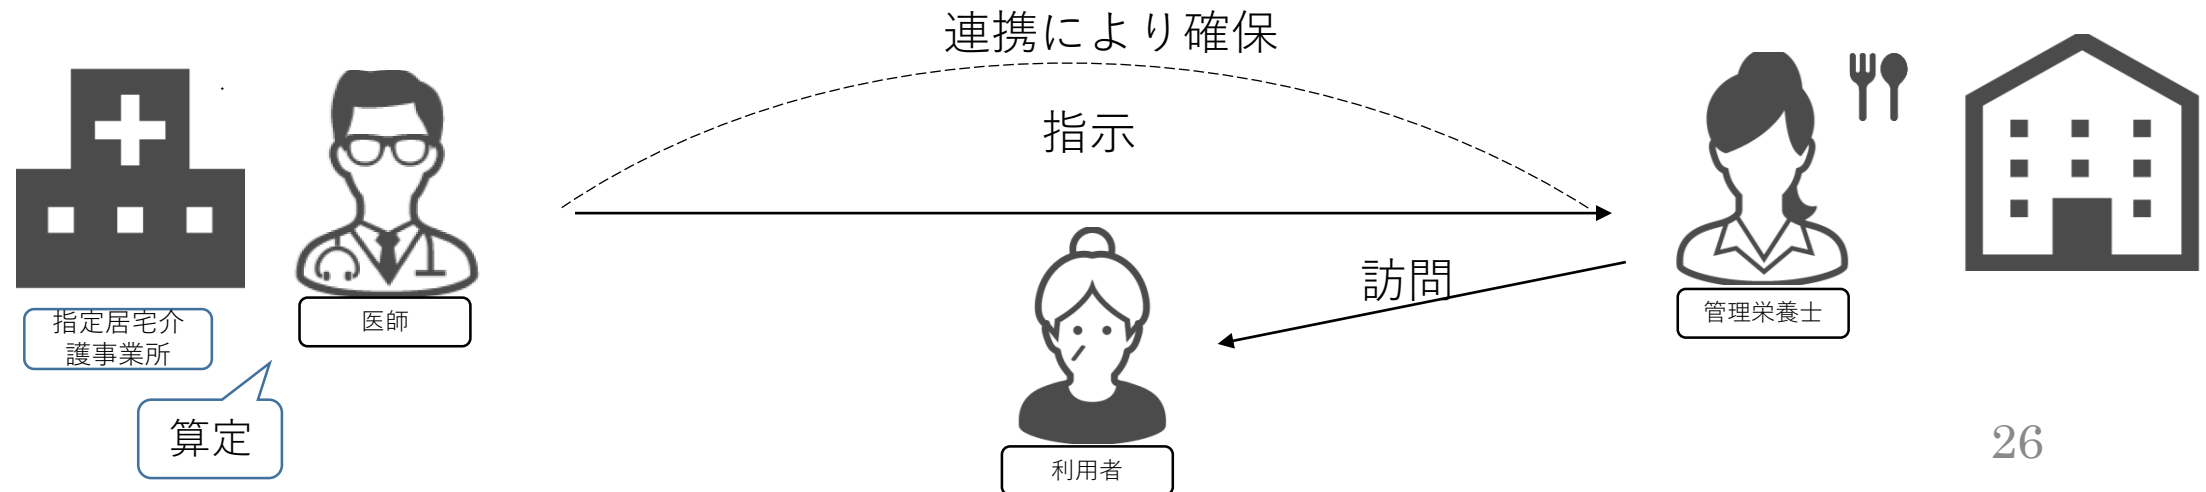 連携により確保
指示
訪問
指定居宅介
護事業所
医師
管理栄養士
算定
利用者
26